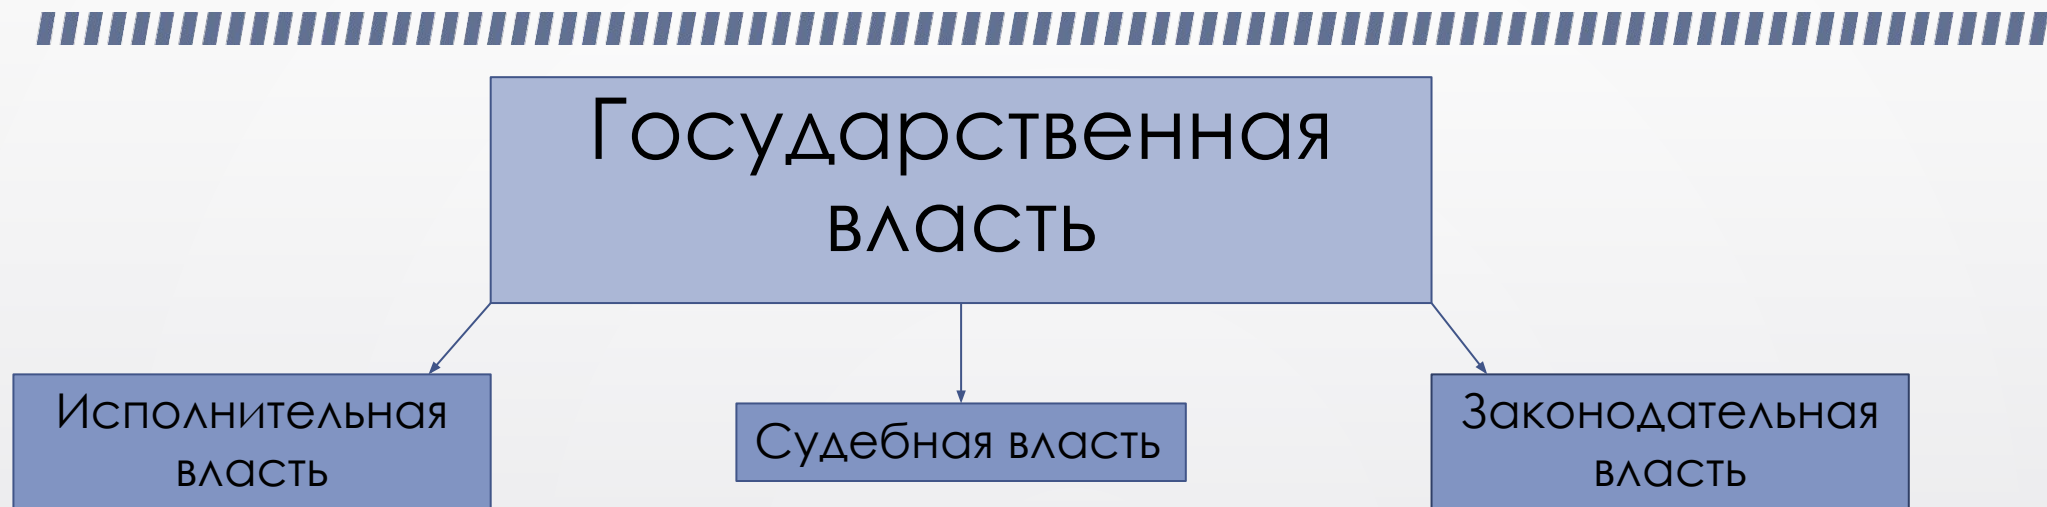 Государственная
власть
Исполнительная
власть
Судебная власть
Законодательная
власть